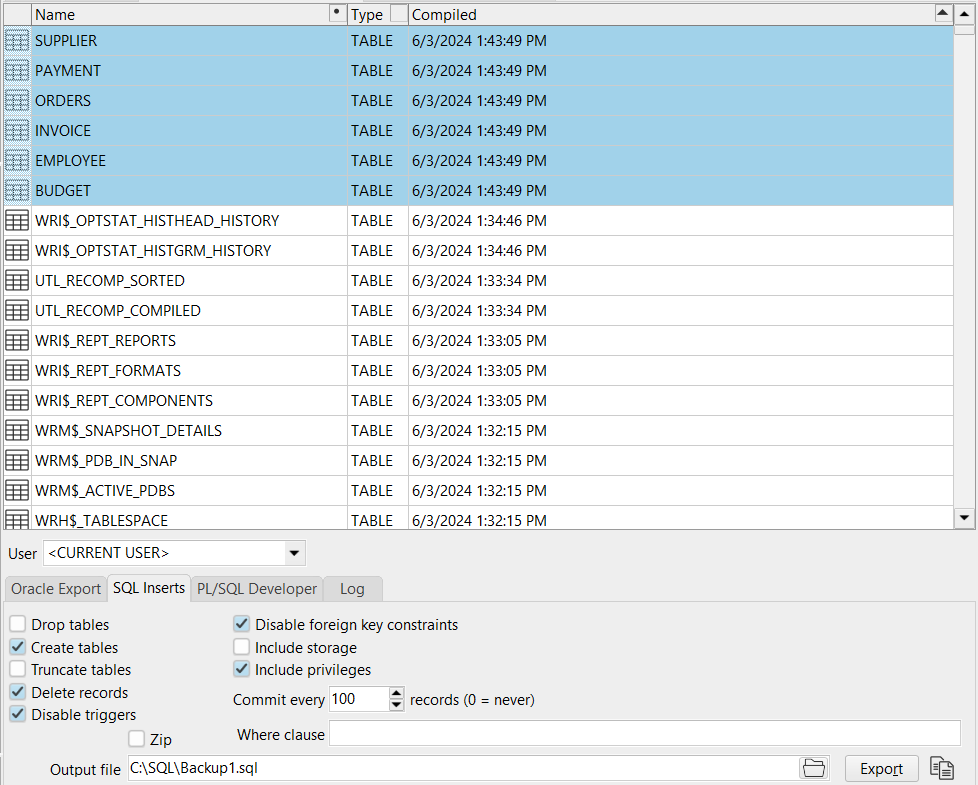 Name Type Compiled
SUPPLIER TABLE 6/3/2024 1:43:49 PM
PAYMENT TABLE 6/3/2024 1:43:49 PM
ORDERS TABLE 6/3/2024 1:43:49 PM
INVOICE TABLE 6/3/2024 1:43:49 PM
EMPLOYEE TABLE 6/3/2024 1:43:49 PM
BUDGET TABLE 6/3/2024 1:43:49 PM
WRI$_OPTSTAT_HISTHEAD_HISTORY TABLE 6/3/2024 1:34:46 PM
WRI$_OPTSTAT_HISTGRM_HISTORY TABLE 6/3/2024 1:34:46 PM
UTL_RECOMP_SORTED TABLE 6/3/2024 1:33:34 PM
UTL_RECOMP_COMPILED TABLE 6/3/2024 1:33:34 PM
WRI$_REPT_REPORTS TABLE 6/3/2024 1:33:05 PM
WRI$_REPT_FORMATS TABLE 6/3/2024 1:33:05 PM
WRI$_REPT_COMPONENTS TABLE 6/3/2024 1:33:05 PM
WRM$_SNAPSHOT_DETAILS TABLE 6/3/2024 1:32:15 PM
WRM$_PDB_IN_SNAP TABLE 6/3/2024 1:32:15 PM
WRM$_ACTIVE_PDBS TABLE 6/3/2024 1:32:15 PM
WRH$_TABLESPACE TABLE 6/3/2024 1:32:15 PM
User <CURRENT USER>
Oracle Export SQL Inserts PL/SQL Developer Log
Drop tables Disable foreign key constraints
Create tables Include storage
Truncate tables Include privileges
Delete records Commit every 100 records (0 = never)
Disable triggers
Zip Where clause
Output file C:\SQL\Backup1.sql Export